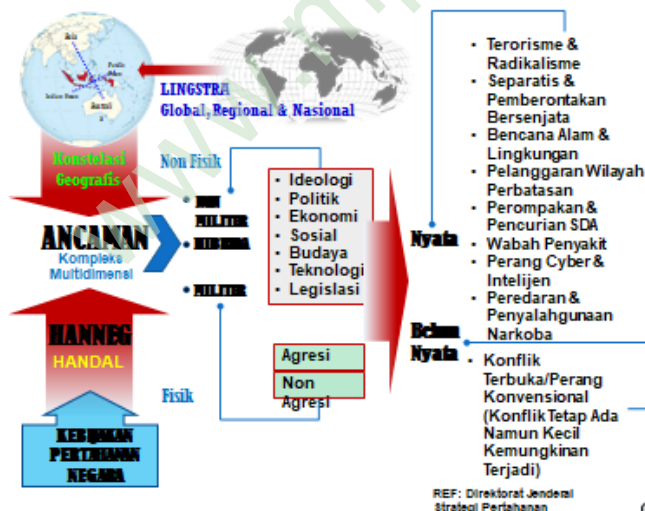 Asia
LINGSTRA
Global, Regional & Nasional
Konstelasi
Geografis
ANCAMAN
Kompleks
Multidimensi
HANNEG
HANDAL
KEBIJAKAN
PERTAHANAN
NEGARA
Non Fisik
• NON
MILITER
• HIBRIDA
• MILITER
Fisik
• Ideologi
• Politik
• Ekonomi
• Sosial
• Budaya
• Teknologi
• Legislasi
Agresi
Non
Agresi
Nyata
Belum
Nyata
• Terorisme &
Radikalisme
• Separatis &
Pemberontakan
Bersenjata
• Bencana Alam &
Lingkungan
• Pelanggaran Wilayah
Perbatasan
• Perompakan &
Pencurian SDA
• Wabah Penyakit
• Perang Cyber &
Intelijen
• Peredaran &
Penyalahgunaan
Narkoba
• Konflik
Terbuka/Perang
Konvensional
(Konflik Tetap Ada
Namun Kecil
Kemungkinan
Terjadi)
REF: Direktorat Jenderal
Strategi Pertahanan
www.